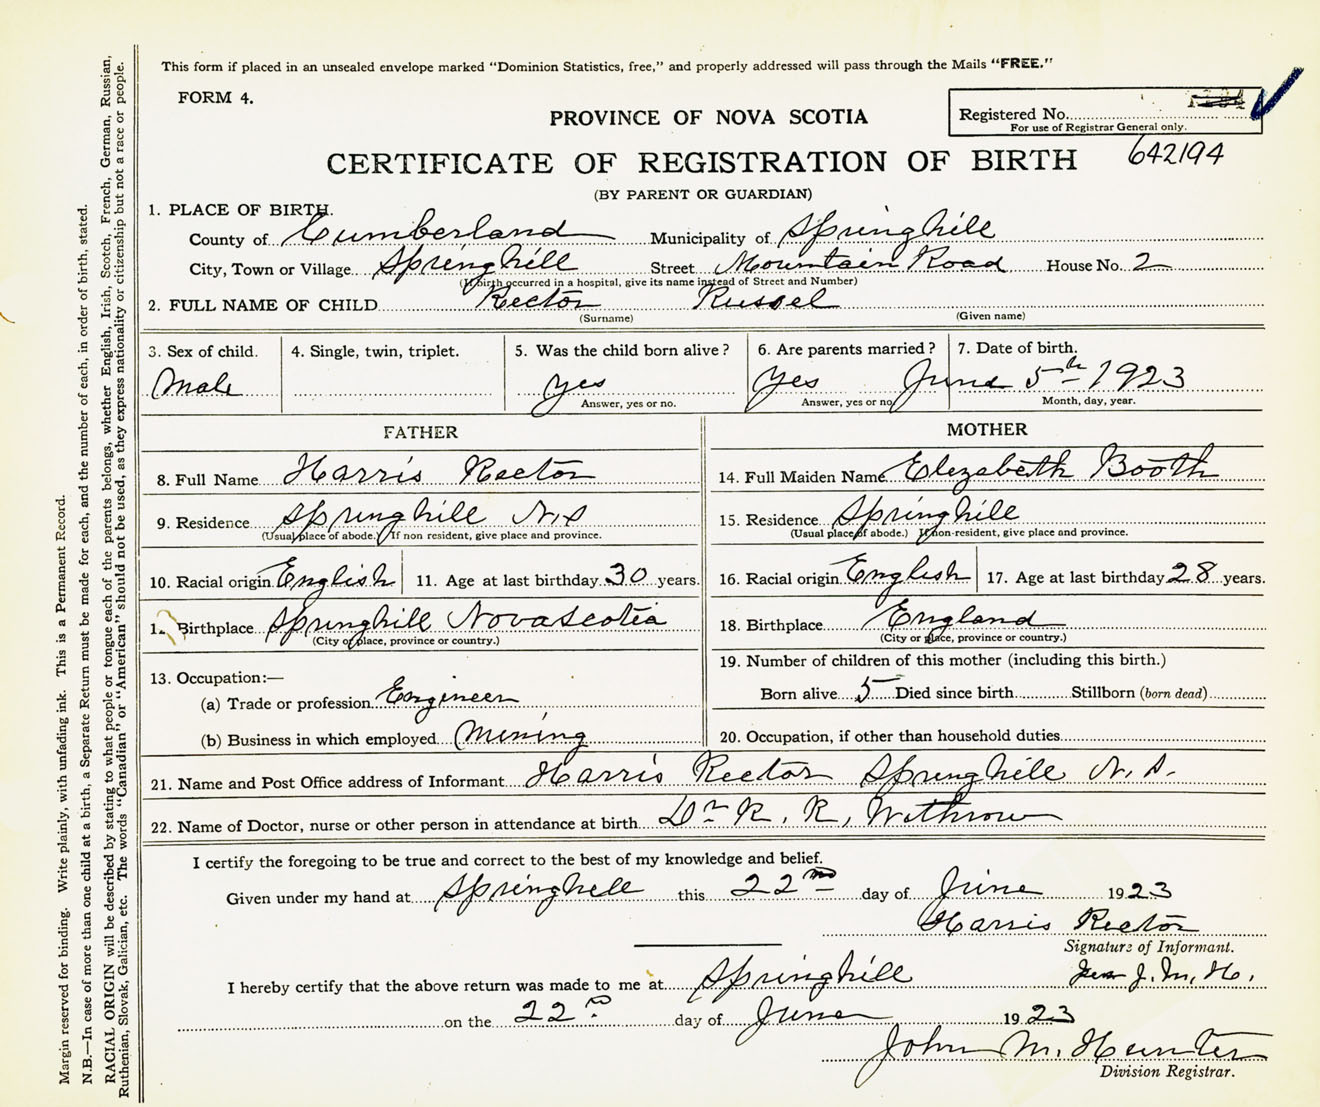 This form if placed in an unsealed envelope marked "Dominion Statistics, free," and properly addressed will pass through the Mails "FREE."
FORM 4.
PROVINCE OF NOVA SCOTIA
Registered No.
For use of Registrar General only.
CERTIFICATE OF REGISTRATION OF BIRTH 642194
(BY PARENT OR GUARDIAN)
1. PLACE OF BIRTH.
County of Cumberland Municipality of Springhill
City, Town or Village Springhill Street Mountain Road House No. 2
(If birth occurred in a hospital, give its name instead of Street and Number)
2. FULL NAME OF CHILD Rector Russel
(Surname) (Given name)
3. Sex of child. 4. Single, twin, triplet. 5. Was the child born alive? 6. Are parents married? 7. Date of birth.
Male yes yes June 5th 1923
Answer, yes or no. Answer, yes or no Month, day, year.
FATHER MOTHER
8. Full Name Harris Rector 14. Full Maiden Name Elezabeth Booth
9. Residence Springhill N.S 15. Residence Springhill
(Usual place of abode.) If non resident, give place and province. (Usual place of abode.) If non-resident, give place and province.
10. Racial origin English 11. Age at last birthday 30 years. 16. Racial origin English 17. Age at last birthday 28 years.
12. Birthplace Springhill Nova Scotia 18. Birthplace England
(City or place, province or country.) (City or place, province or country.)
13. Occupation:— 19. Number of children of this mother (including this birth.)
(a) Trade or profession Engineer Born alive 5 Died since birth Stillborn (born dead)
(b) Business in which employed Mining 20. Occupation, if other than household duties
21. Name and Post Office address of Informant Harris Rector Springhill N.S.
22. Name of Doctor, nurse or other person in attendance at birth Dr R. R. Withrow
I certify the foregoing to be true and correct to the best of my knowledge and belief.
Given under my hand at Springhill this 22nd day of June 1923
Harris Rector
Signature of Informant.
I hereby certify that the above return was made to me at Springhill J. M. H.
on the 22nd day of June 1923
John M. Hunter
Division Registrar.
Margin reserved for binding. Write plainly, with unfading ink. This is a Permanent Record.
N.B.—In case of more than one child at a birth, a Separate Return must be made for each, and the number of each, in order of birth, stated.
RACIAL ORIGIN will be described by stating to what people or tongue each of the parents belongs, whether English, Irish, Scotch, French, German, Russian,
Ruthenian, Slovak, Galician, etc. The words "Canadian" or "American" should not be used, as they express nationality or citizenship but not a race or people.